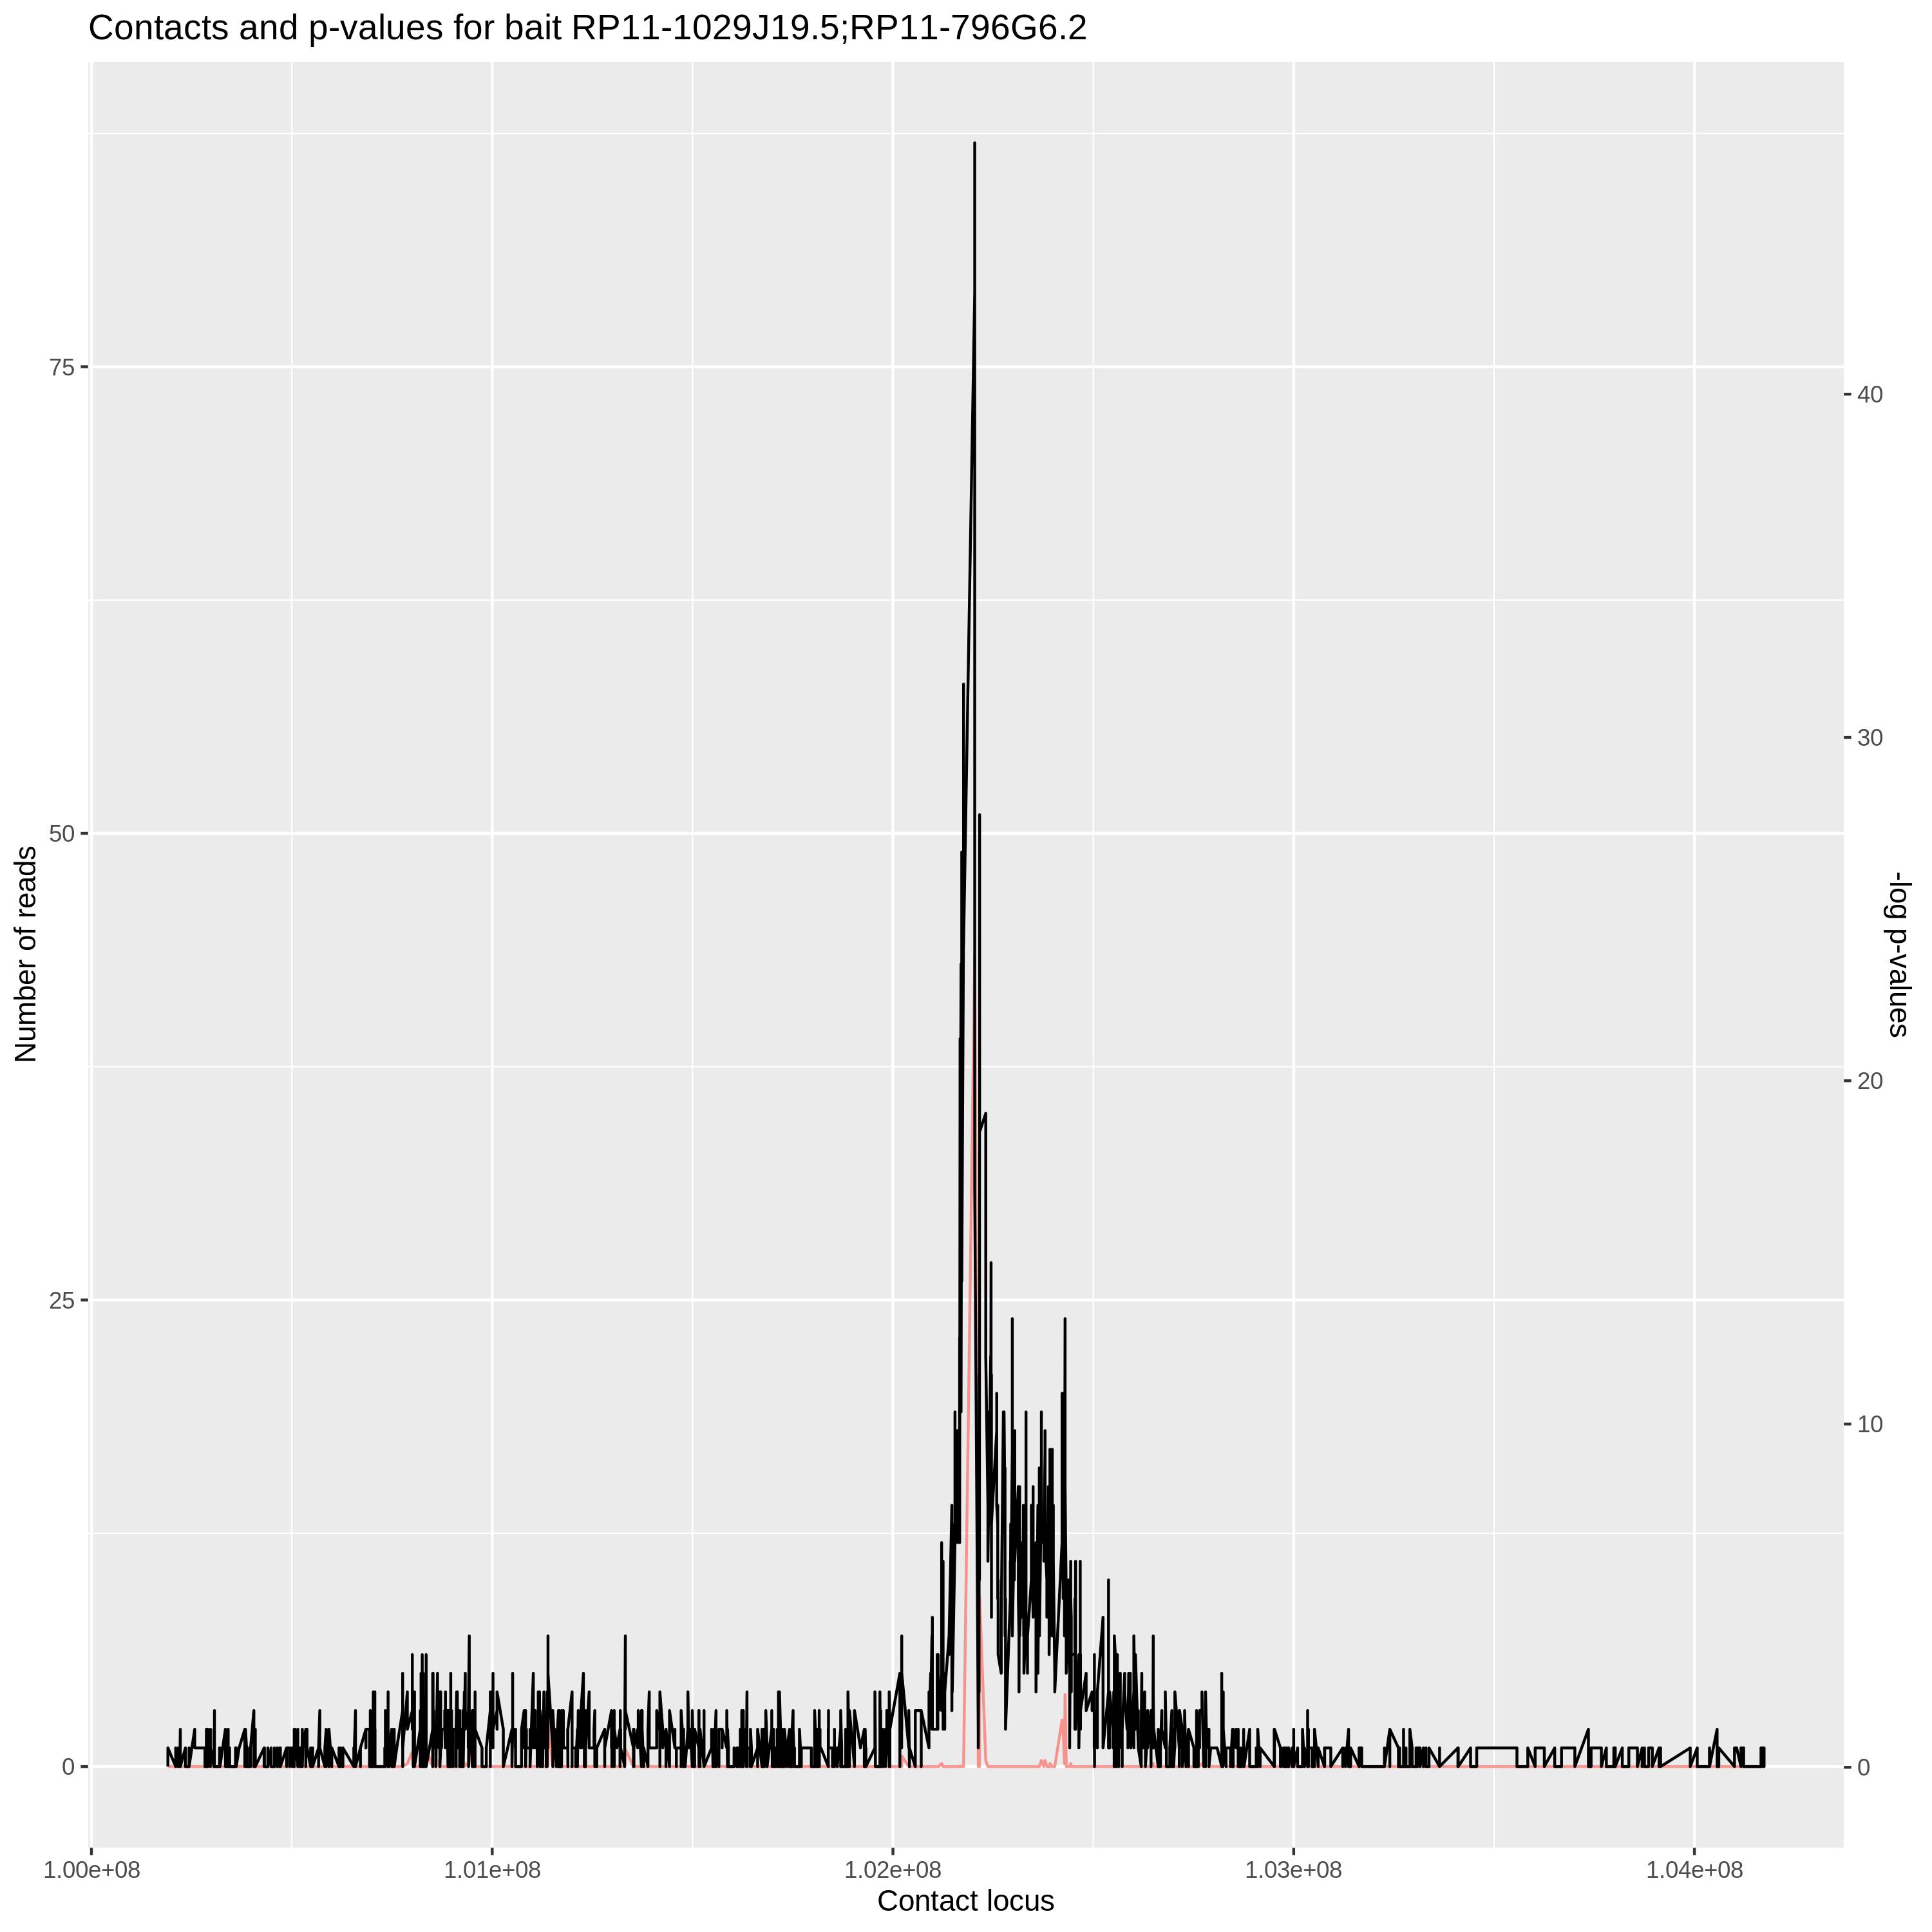 Contacts and p-values for bait RP11-1029J19.5;RP11-796G6.2
75
50
25
0
Number of reads
40
30
20
10
0
-log p-values
1.00e+08
1.01e+08
1.02e+08
1.03e+08
1.04e+08
Contact locus